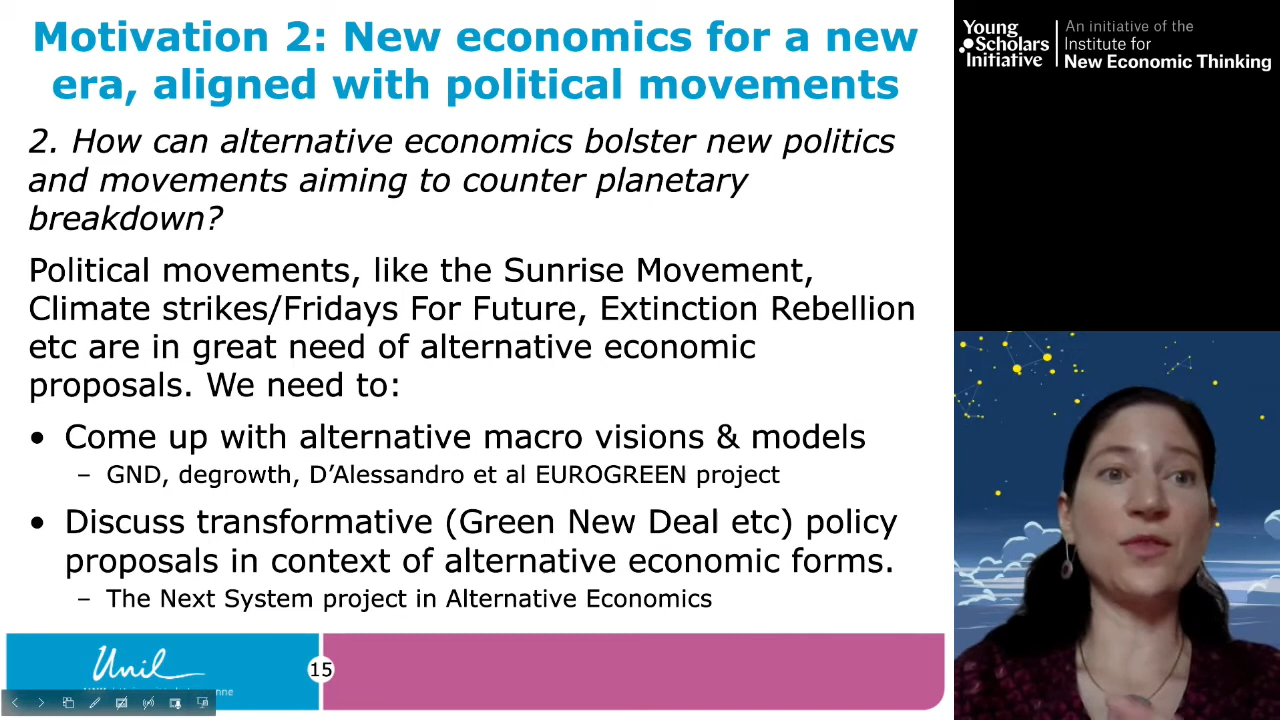 Motivation 2: New economics for a new
era, aligned with political movements
2. How can alternative economics bolster new politics
and movements aiming to counter planetary
breakdown?
Political movements, like the Sunrise Movement,
Climate strikes/Fridays For Future, Extinction Rebellion
etc are in great need of alternative economic
proposals. We need to:
• Come up with alternative macro visions & models
– GND, degrowth, D’Alessandro et al EUROGREEN project
• Discuss transformative (Green New Deal etc) policy
proposals in context of alternative economic forms.
– The Next System project in Alternative Economics
Unil
15
Young
Scholars
Initiative
An initiative of the
Institute for
New Economic Thinking